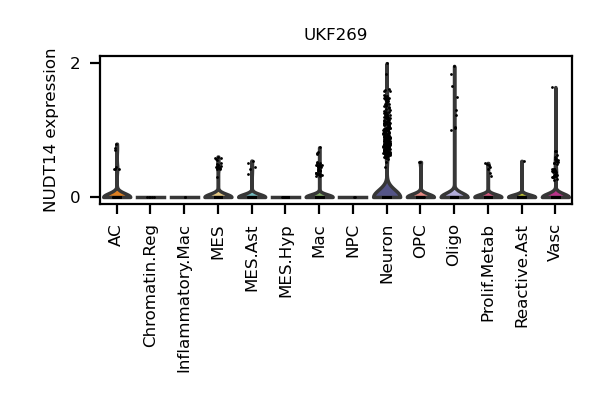 UKF269
NUDT14 expression
2
0
AC
Chromatin.Reg
Inflammatory.Mac
MES
MES.Ast
MES.Hyp
Mac
NPC
Neuron
OPC
Oligo
Prolif.Metab
Reactive.Ast
Vasc